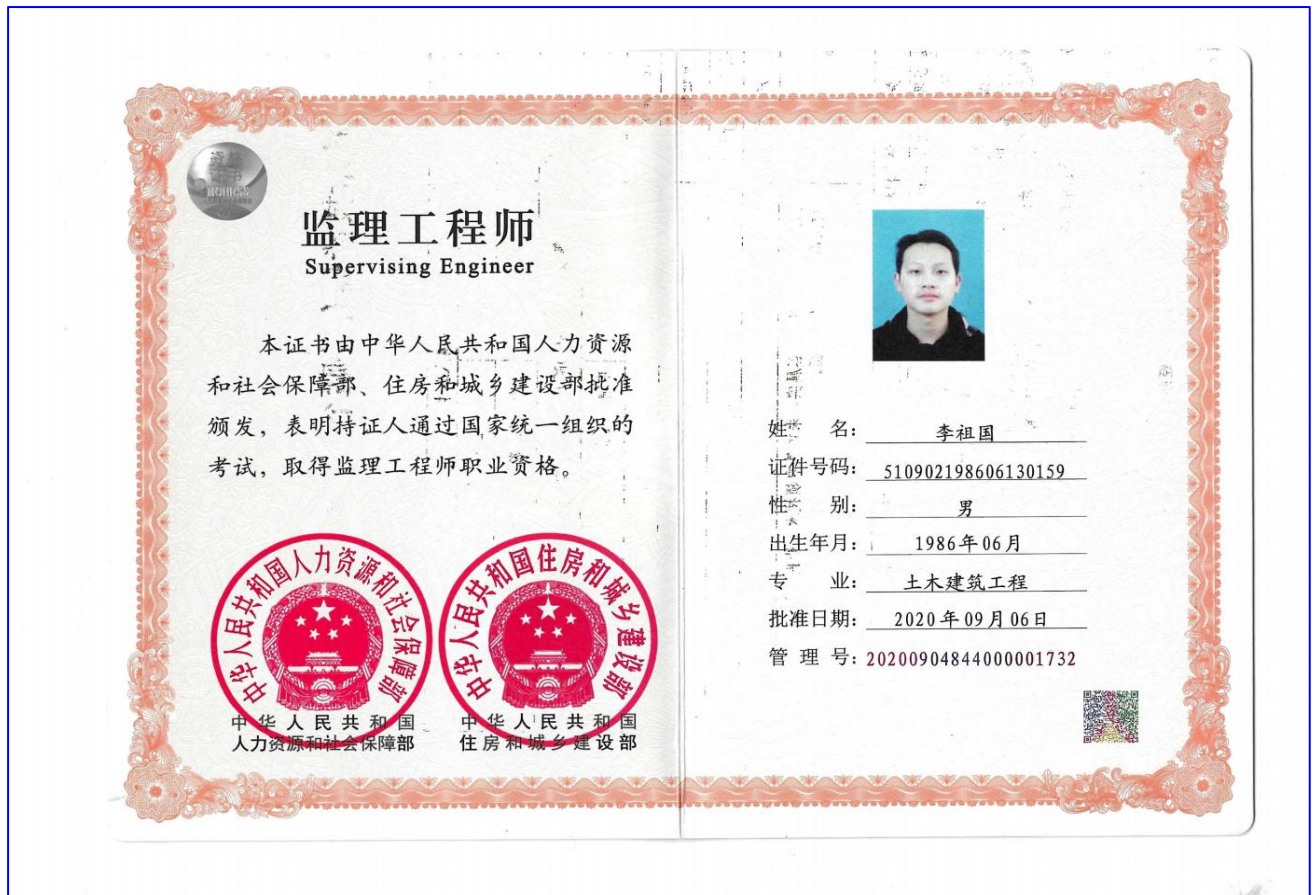 监理工程师
Supervising Engineer
本证书由中华人民共和国人力资源
和社会保障部、住房和城乡建设部批准
颁发，表明持证人通过国家统一组织的
考试，取得监理工程师职业资格。
中华人民共和国人力资源和社会保障部
中华人民共和国住房和城乡建设部
中华人民共和国
人力资源和社会保障部
中华人民共和国
住房和城乡建设部
姓 名：李祖国
证件号码：510902198606130159
性 别：男
出生年月：1986年06月
专 业：土木建筑工程
批准日期：2020年09月06日
管 理 号：20200904844000001732